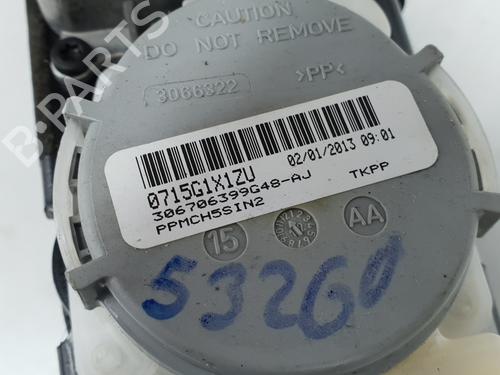 CAUTION
DO NOT REMOVE
3066322
>PP<
0715G1X1ZU
02/01/2013 09:01
306706399G48-AJ
TKPP
PPMCH5SIN2
15
AA
53260
B-PARTS